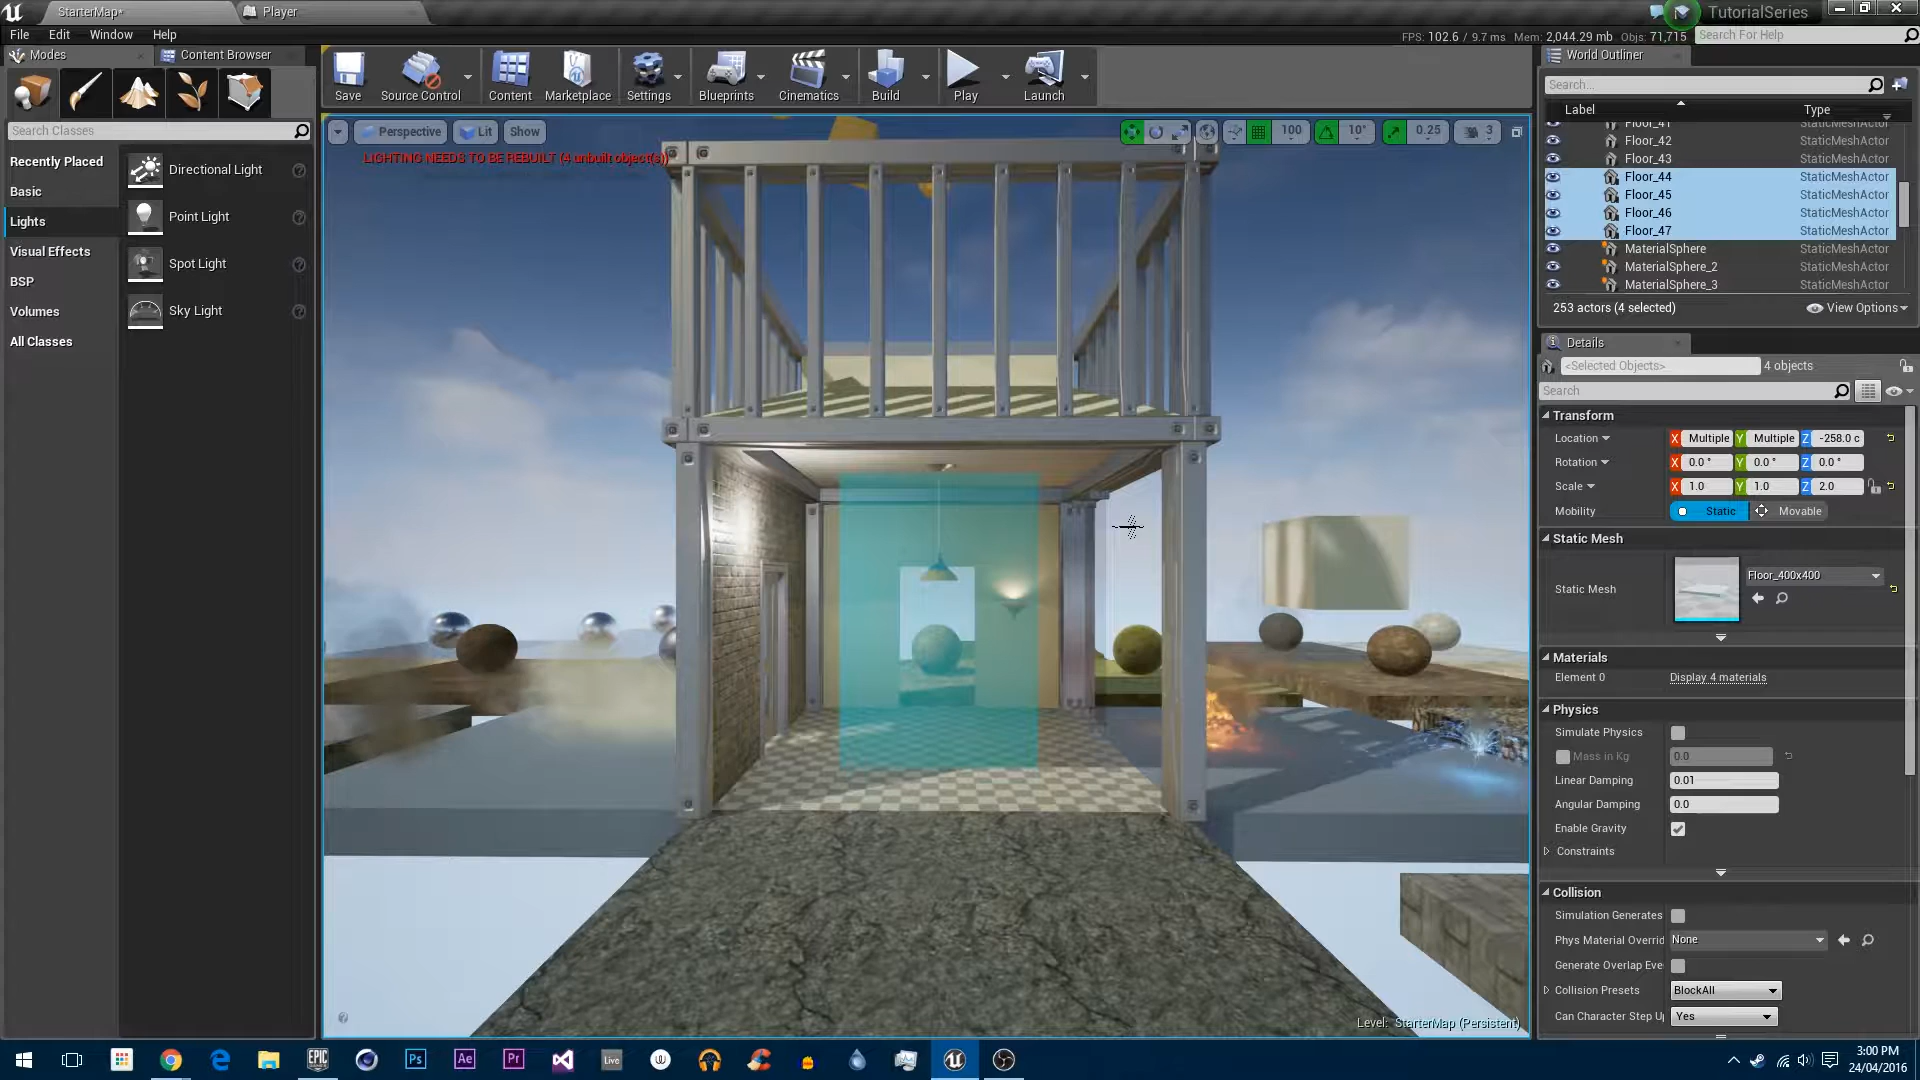 StarterMap*
Player
TutorialSeries
File Edit Window Help
FPS: 102.6 / 9.7 ms Mem: 2,044.29 mb Objs: 71,715
Search For Help
Modes
Content Browser
Save
Source Control
Content
Marketplace
Settings
Blueprints
Cinematics
Build
Play
Launch
World Outliner
Search...
Label Type
Search Classes
Perspective Lit Show
100 10° 0.25 3
LIGHTING NEEDS TO BE REBUILT (4 unbuilt object(s))
Recently Placed
Basic
Lights
Visual Effects
BSP
Volumes
All Classes
Directional Light
Point Light
Spot Light
Sky Light
Floor_41
Floor_42 StaticMeshActor
Floor_43 StaticMeshActor
Floor_44 StaticMeshActor
Floor_45 StaticMeshActor
Floor_46 StaticMeshActor
Floor_47 StaticMeshActor
MaterialSphere StaticMeshActor
MaterialSphere_2 StaticMeshActor
MaterialSphere_3 StaticMeshActor
253 actors (4 selected) View Options
Details
<Selected Objects> 4 objects
Search
Transform
Location X Multiple Y Multiple Z -258.0 c
Rotation X 0.0 ° Y 0.0 ° Z 0.0 °
Scale X 1.0 Y 1.0 Z 2.0
Mobility Static Movable
Static Mesh
Static Mesh Floor_400x400
Materials
Element 0 Display 4 materials
Physics
Simulate Physics
Mass in Kg 0.0
Linear Damping 0.01
Angular Damping 0.0
Enable Gravity
Constraints
Collision
Simulation Generates
Phys Material Overrid None
Generate Overlap Eve
Collision Presets BlockAll
Can Character Step U Yes
Level: StarterMap (Persistent)
EPIC GAMES
Ps
Ae
Pr
Live
3:00 PM
24/04/2016